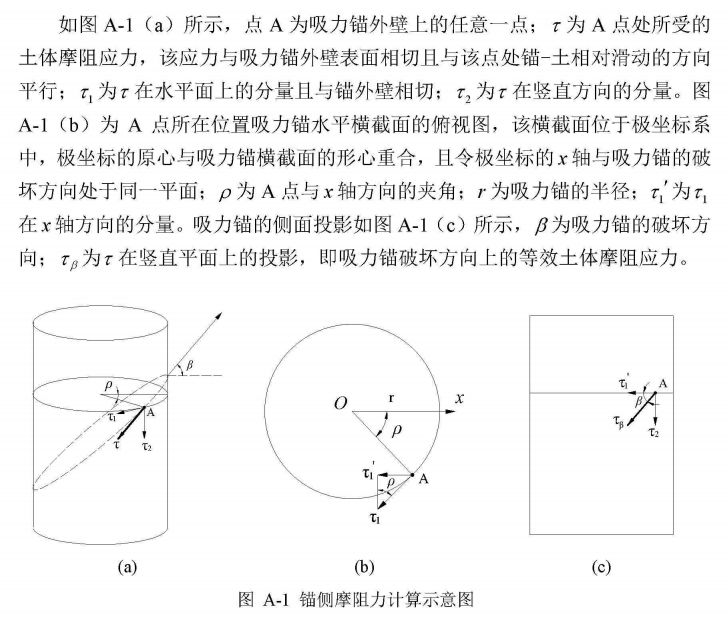 如图 A-1（a）所示，点 A 为吸力锚外壁上的任意一点；τ 为 A 点处所受的
土体摩阻应力，该应力与吸力锚外壁表面相切且与该点处锚-土相对滑动的方向
平行；τ₁为τ 在水平面上的分量且与锚外壁相切；τ₂为τ 在竖直方向的分量。图
A-1（b）为 A 点所在位置吸力锚水平横截面的俯视图，该横截面位于极坐标系
中，极坐标的原心与吸力锚横截面的形心重合，且令极坐标的 x 轴与吸力锚的破
坏方向处于同一平面；ρ 为 A 点与 x 轴方向的夹角；r 为吸力锚的半径；τ₁′为τ₁
在 x 轴方向的分量。吸力锚的侧面投影如图 A-1（c）所示，β 为吸力锚的破坏方
向；τᵦ为τ 在竖直平面上的投影，即吸力锚破坏方向上的等效土体摩阻应力。
β
ρ
τ₁
A
τ
τ₂
(a)
O
r
x
ρ
τ₁′
ρ
A
τ₁
(b)
τ₁′
A
β
τᵦ
τ₂
(c)
图 A-1 锚侧摩阻力计算示意图